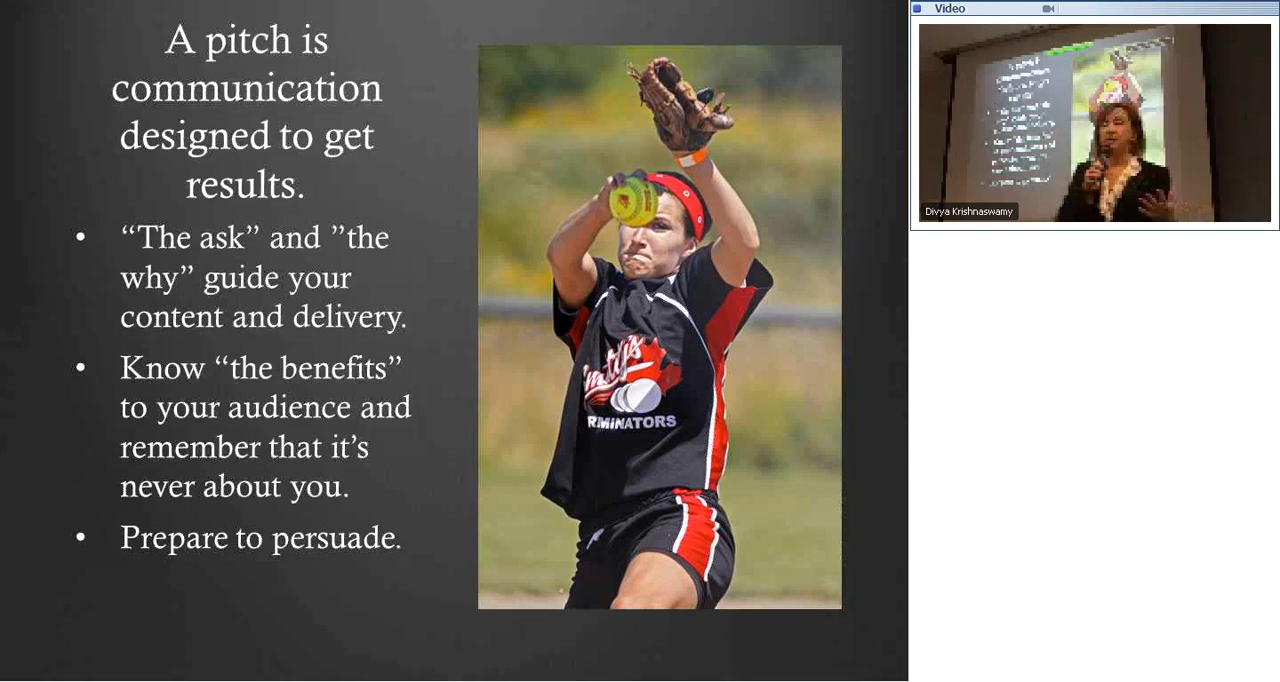 A pitch is
communication
designed to get
results.
• “The ask” and ”the
why” guide your
content and delivery.
• Know “the benefits”
to your audience and
remember that it’s
never about you.
• Prepare to persuade.
RIMINATORS
Video
Divya Krishnaswamy